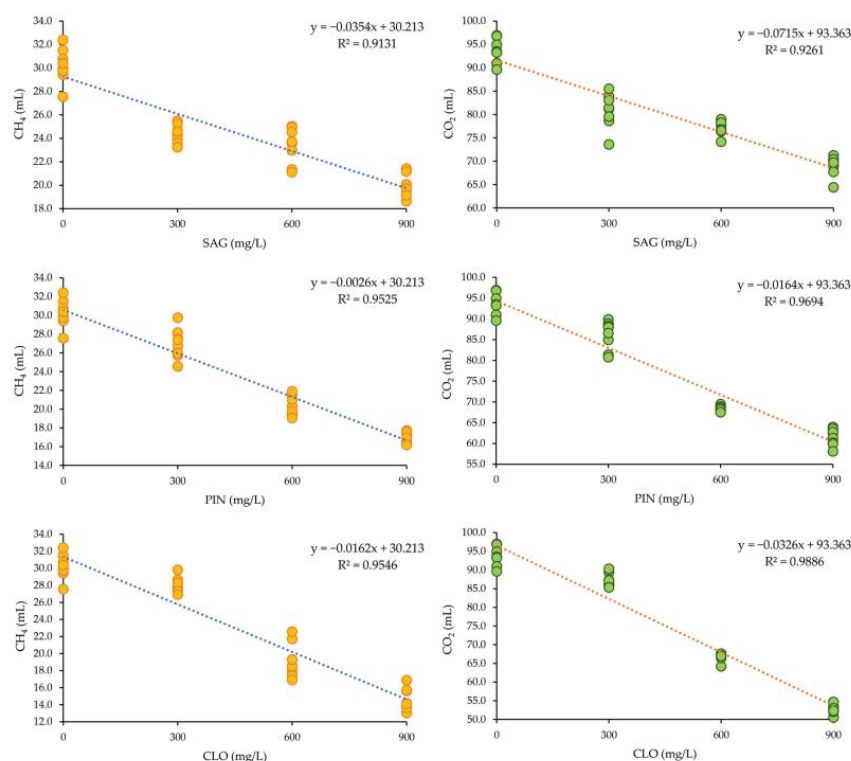 y = −0.0354x + 30.213
R² = 0.9131
34.0
32.0
30.0
28.0
26.0
24.0
22.0
20.0
18.0
CH₄ (mL)
0 300 600 900
SAG (mg/L)
y = −0.0715x + 93.363
R² = 0.9261
100.0
95.0
90.0
85.0
80.0
75.0
70.0
65.0
60.0
CO₂ (mL)
0 300 600 900
SAG (mg/L)
y = −0.0026x + 30.213
R² = 0.9525
34.0
32.0
30.0
28.0
26.0
24.0
22.0
20.0
18.0
16.0
14.0
CH₄ (mL)
0 300 600 900
PIN (mg/L)
y = −0.0164x + 93.363
R² = 0.9694
100.0
95.0
90.0
85.0
80.0
75.0
70.0
65.0
60.0
55.0
CO₂ (mL)
0 300 600 900
PIN (mg/L)
y = −0.0162x + 30.213
R² = 0.9546
34.0
32.0
30.0
28.0
26.0
24.0
22.0
20.0
18.0
16.0
14.0
12.0
CH₄ (mL)
0 300 600 900
CLO (mg/L)
y = −0.0326x + 93.363
R² = 0.9886
100.0
95.0
90.0
85.0
80.0
75.0
70.0
65.0
60.0
55.0
50.0
CO₂ (mL)
0 300 600 900
CLO (mg/L)